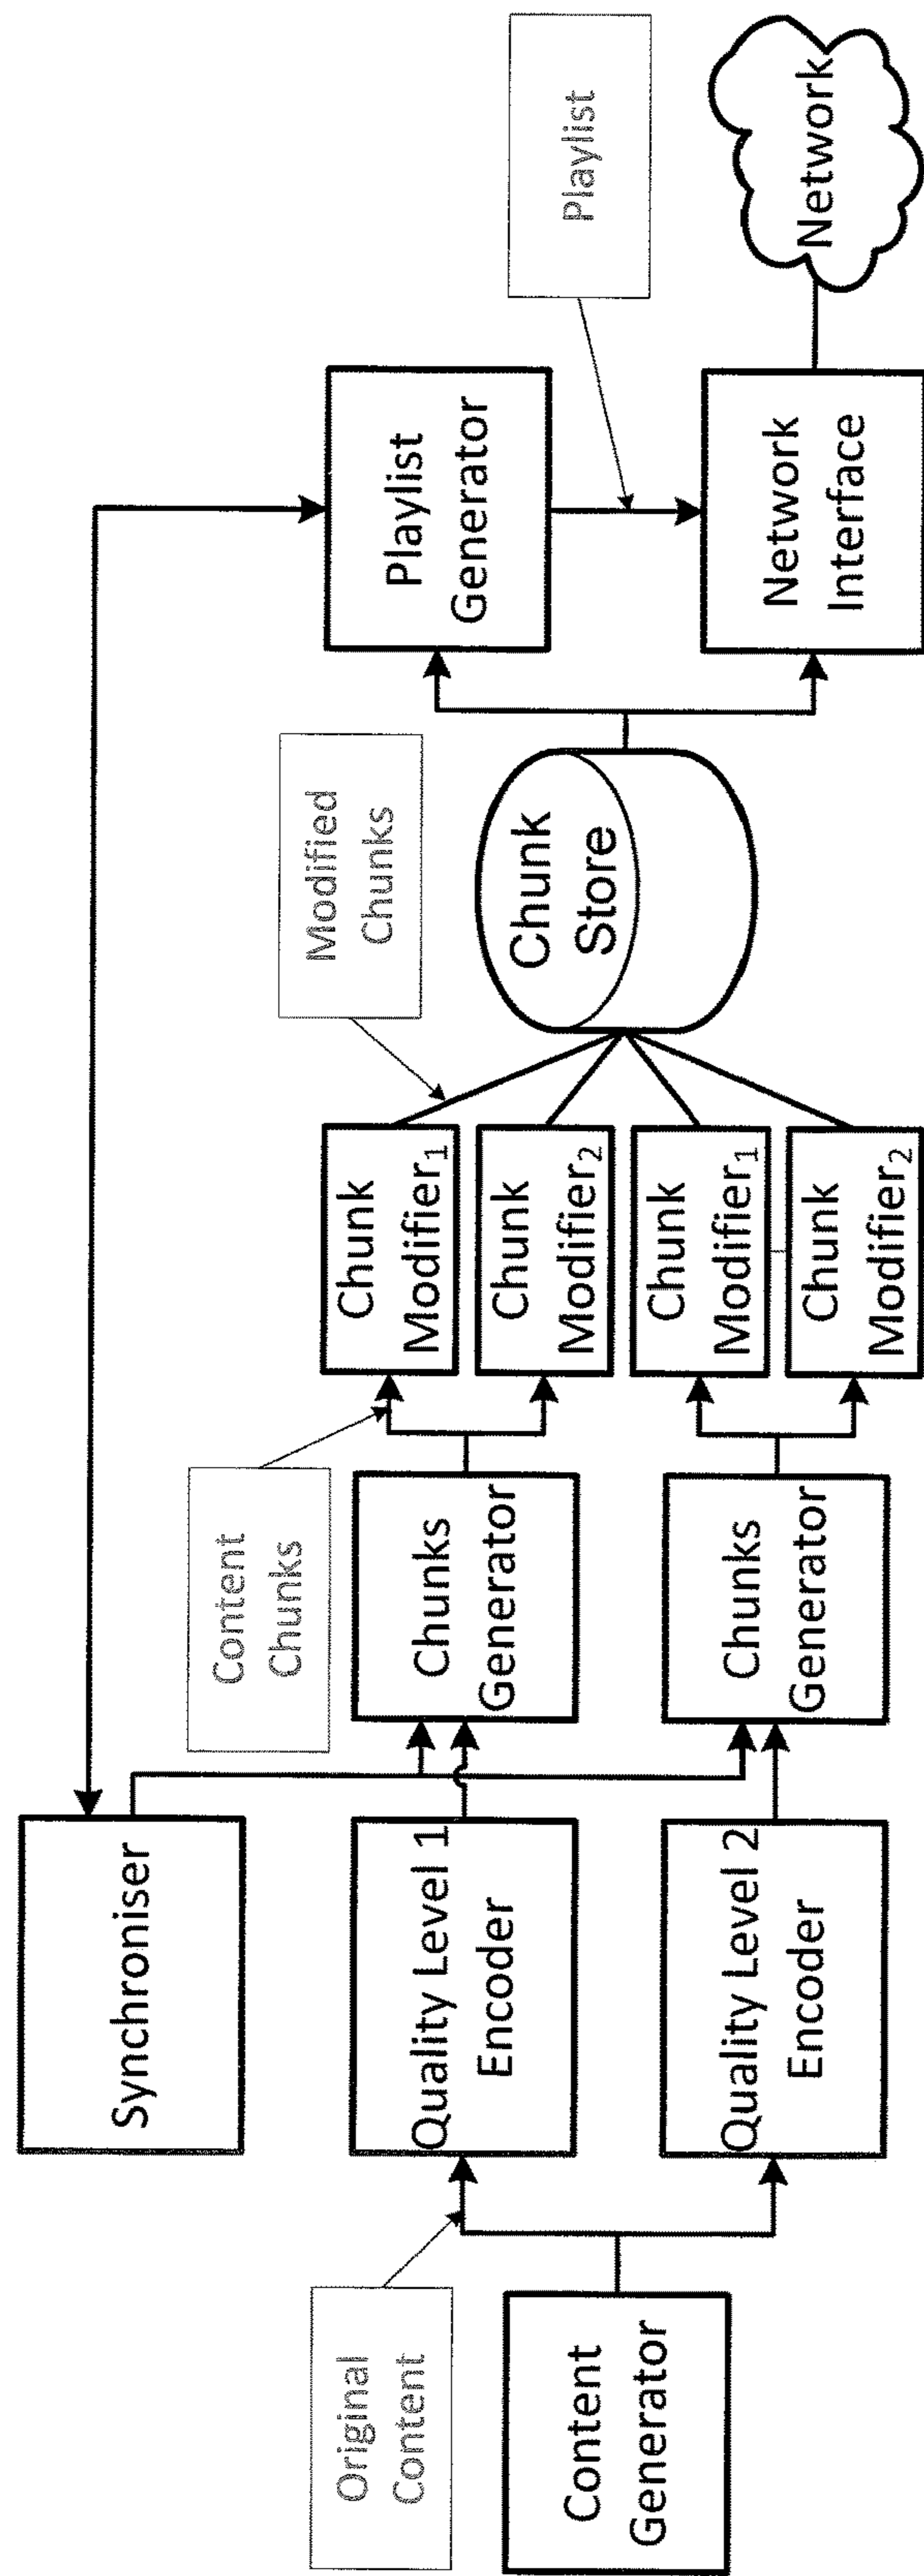 Synchroniser
Original
Content
Content
Generator
Quality Level 1
Encoder
Quality Level 2
Encoder
Content
Chunks
Chunks
Generator
Chunks
Generator
Chunk
Modifier₁
Chunk
Modifier₂
Chunk
Modifier₁
Chunk
Modifier₂
Modified
Chunks
Chunk
Store
Playlist
Generator
Network
Interface
Playlist
Network